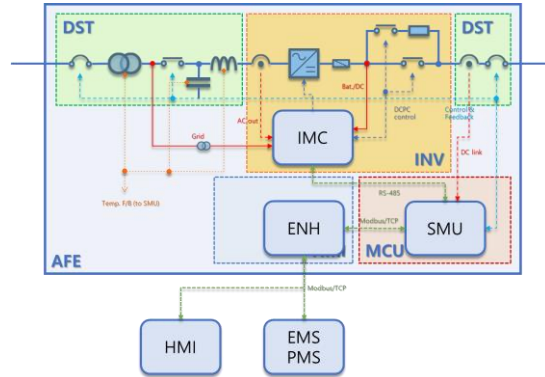 DST
DST
Bat./DC
AC out
DCPC
control
Control &
Feedback
Grid
IMC
DC link
INV
Temp. F/B (to SMU)
RS-485
ENH
Modbus/TCP
SMU
AFE
MCU
Modbus/TCP
HMI
EMS
PMS